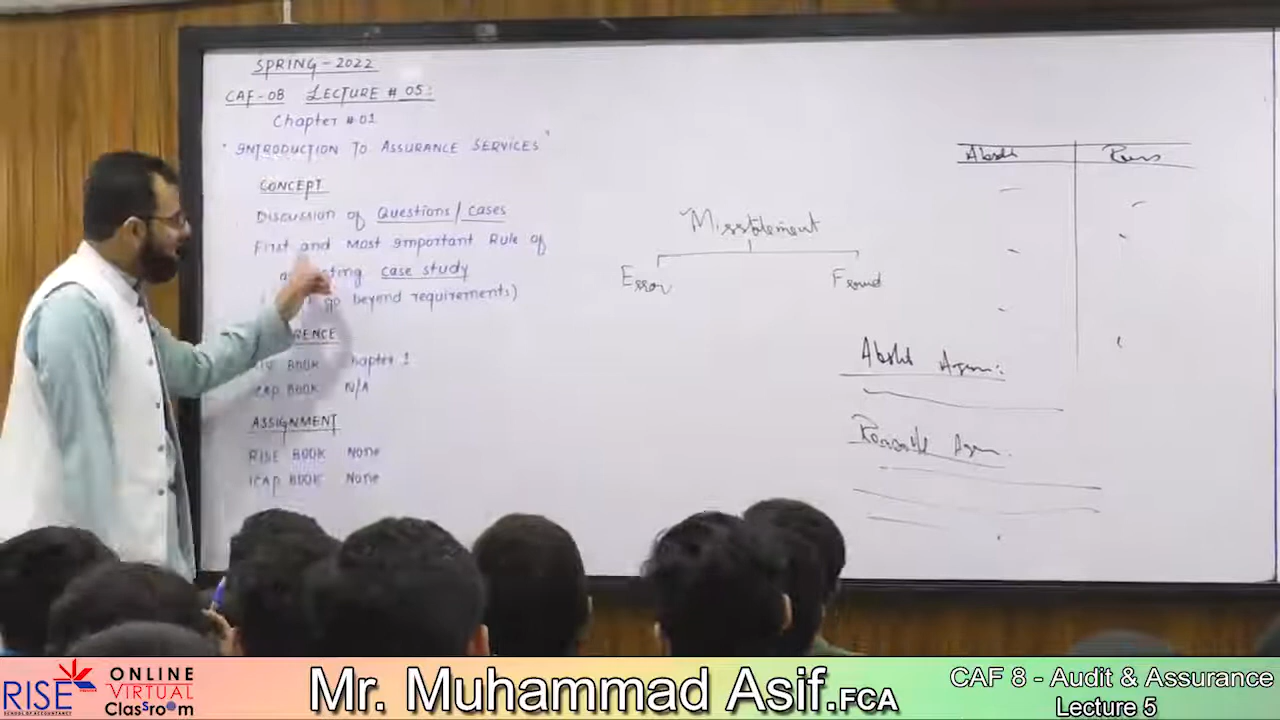 SPRING-2022
CAF-08 LECTURE # 05:
Chapter #01
"INTRODUCTION TO ASSURANCE SERVICES"
CONCEPT
DISCUSSION OF QUESTIONS/CASES
FIRST AND MOST IMPORTANT RULE OF
CASE STUDY
go beyond requirements)
BOOK Chapter 1
ICAP BOOK N/A
ASSIGNMENT
RISE BOOK None
ICAP BOOK None
Misstatement
Error Fraud
RISE
SCHOOL OF ACCOUNTANCY
ONLINE
VIRTUAL
Classroom
Mr. Muhammad Asif.FCA
CAF 8 - Audit & Assurance
Lecture 5